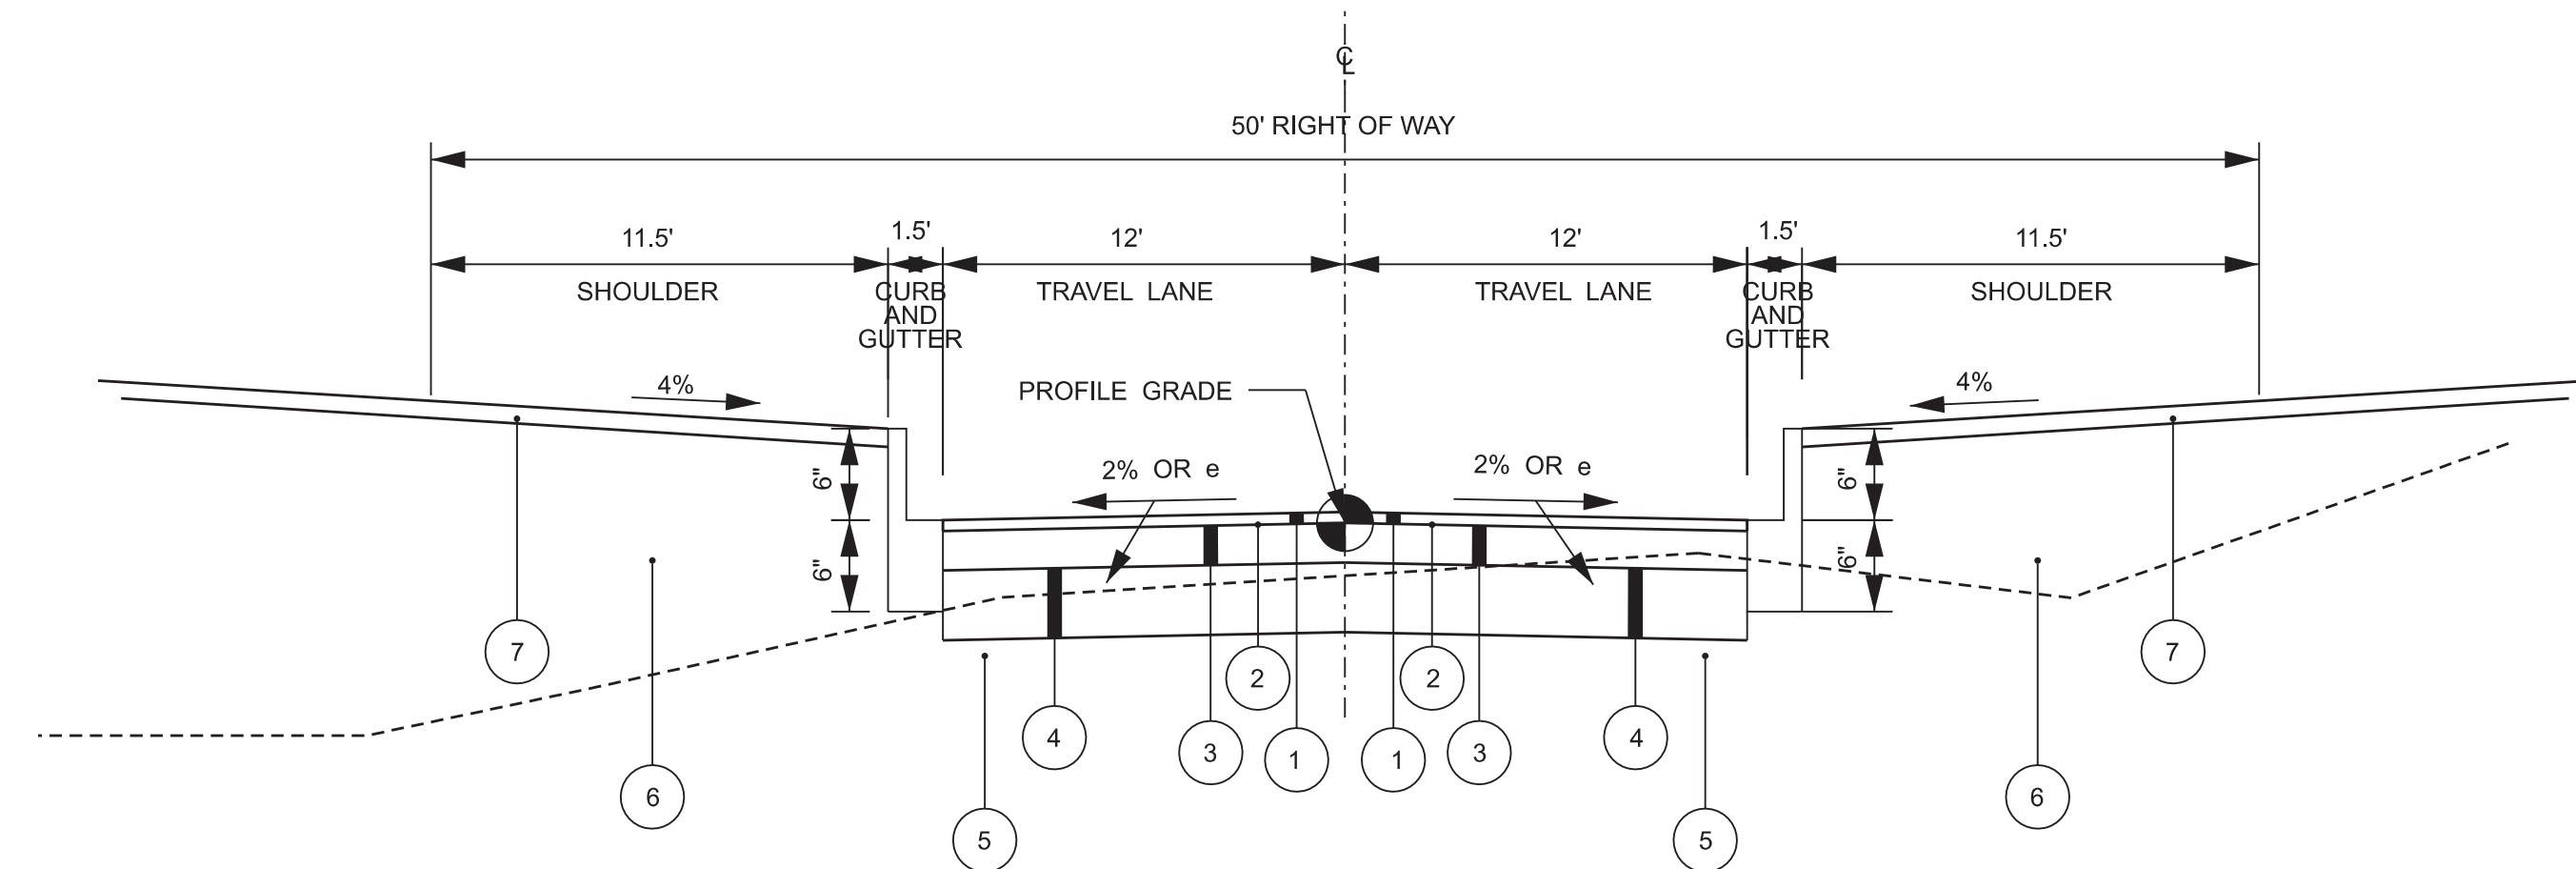 ℄
50' RIGHT OF WAY
11.5' 1.5' 12' 12' 1.5' 11.5'
SHOULDER CURB AND GUTTER TRAVEL LANE TRAVEL LANE CURB AND GUTTER SHOULDER
4% PROFILE GRADE 4%
6" 2% OR e 2% OR e 6"
6" 6"
7 2 2 7
4 3 1 1 3 4
6 6
5 5